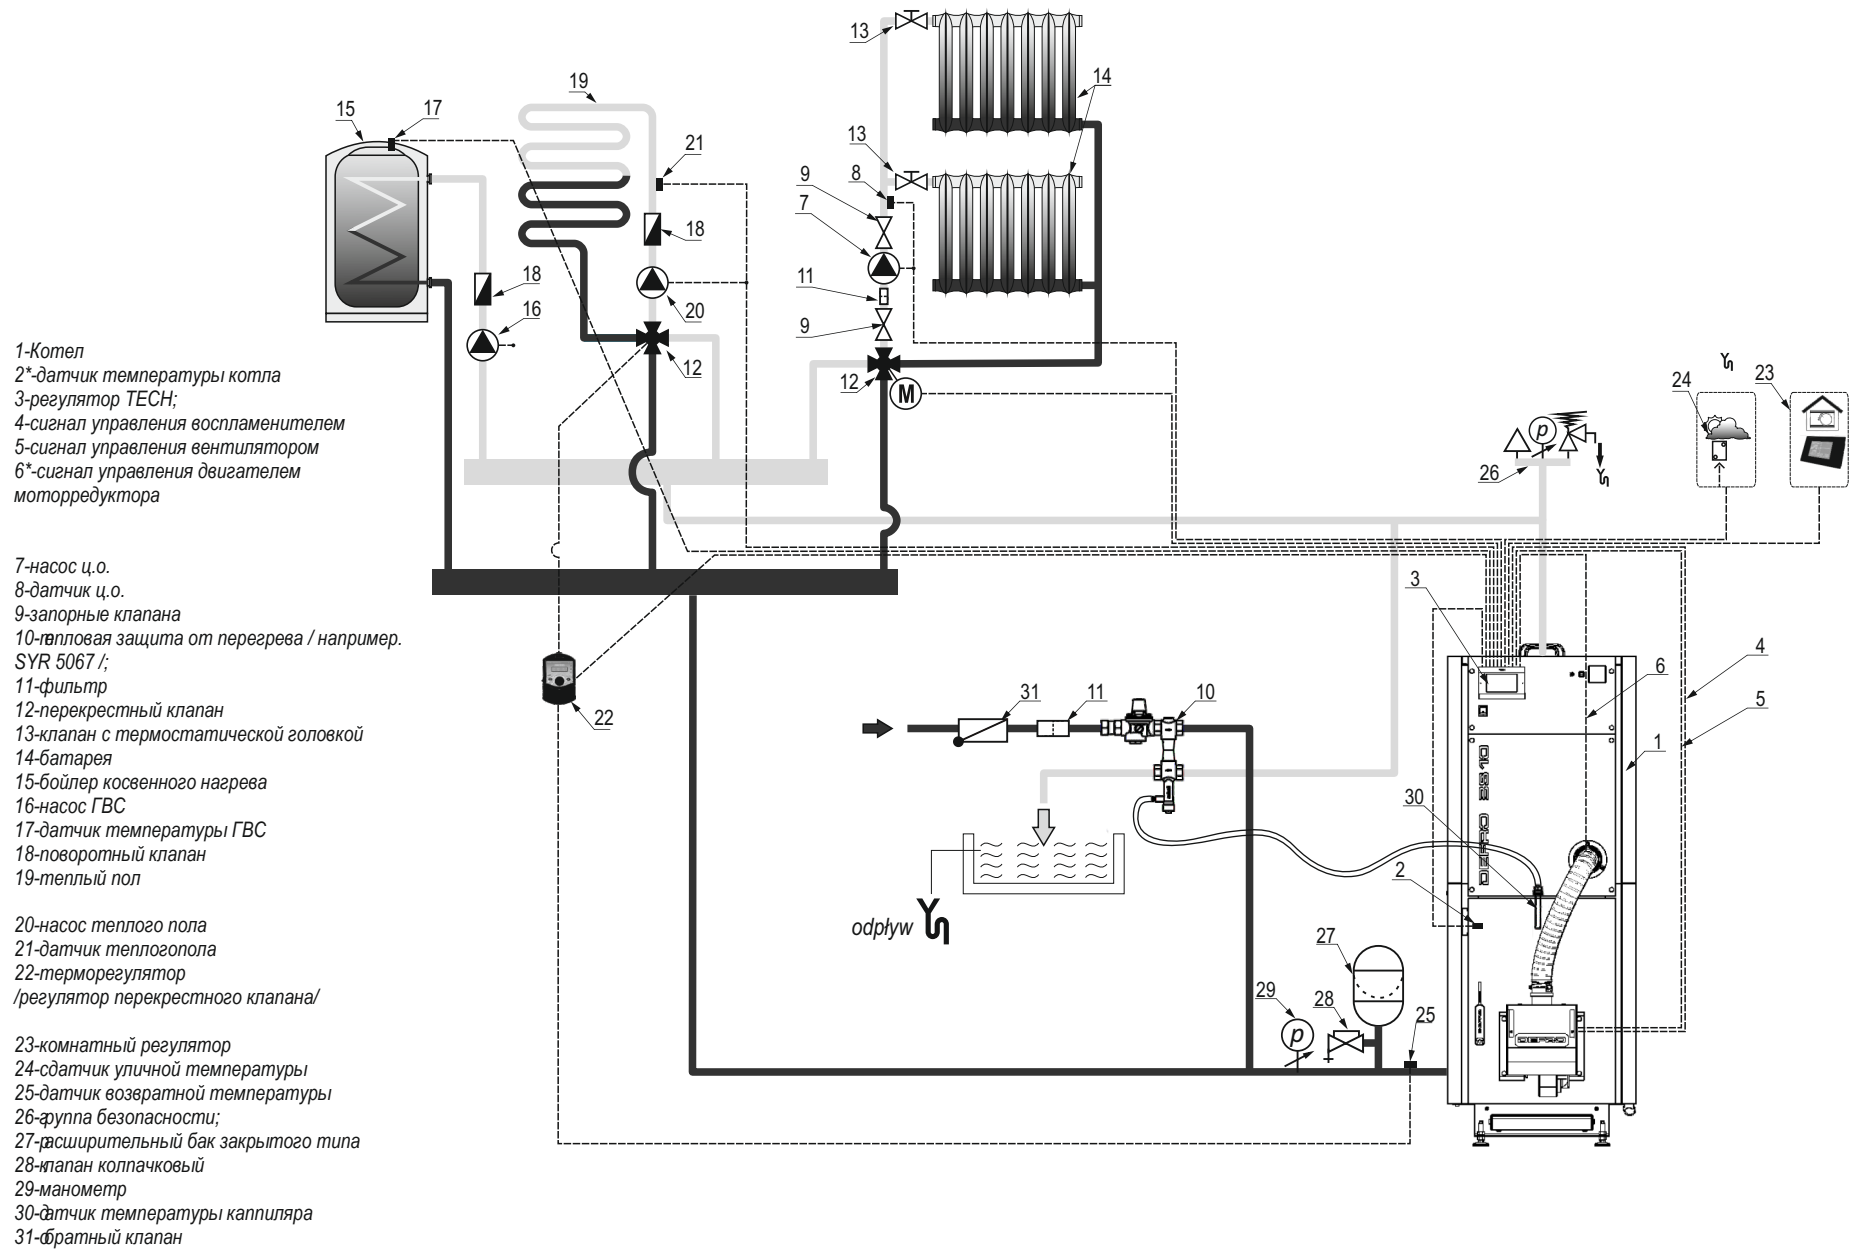 1-Котел
2*-датчик температуры котла
3-регулятор TECH;
4-сигнал управления воспламенителем
5-сигнал управления вентилятором
6*-сигнал управления двигателем
моторредуктора
7-насос ц.о.
8-датчик ц.о.
9-запорные клапана
10-тепловая защита от перегрева / например.
SYR 5067 /;
11-фильтр
12-перекрестный клапан
13-клапан с термостатической головкой
14-батарея
15-бойлер косвенного нагрева
16-насос ГВС
17-датчик температуры ГВС
18-поворотный клапан
19-теплый пол
20-насос теплого пола
21-датчик теплогопола
22-терморегулятор
/регулятор перекрестного клапана/
23-комнатный регулятор
24-сдатчик уличной температуры
25-датчик возвратной температуры
26-группа безопасности;
27-расширительный бак закрытого типа
28-клапан колпачковый
29-манометр
30-датчик температуры каппиляра
31-обратный клапан
13
14
19
15
17
21
13
9
8
7
18
11
18
20
16
9
12
12
M
24
23
p
26
3
4
6
22
31
11
10
5
1
30
2
odpływ
27
29
28
25
p
DEFRO